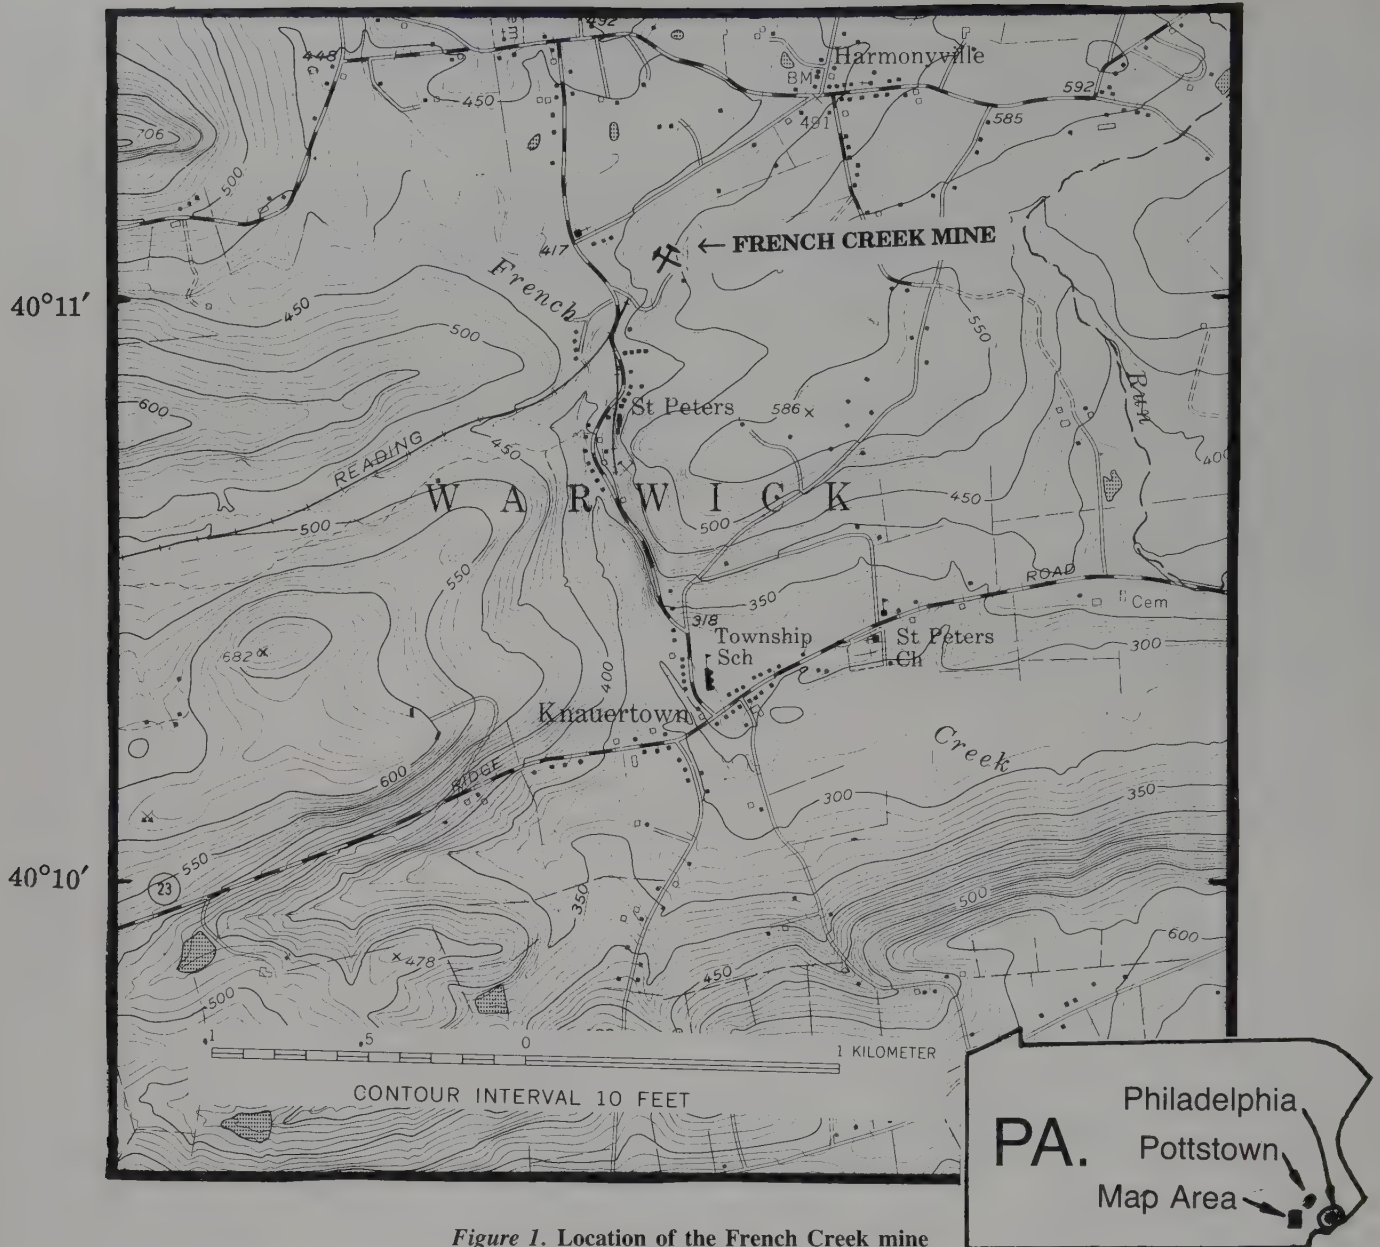 492
448
Harmonyville
BM
450
592
706
491
585
500
417
← FRENCH CREEK MINE
French
40°11′
450
500
550
Run
600
St Peters
586×
READING
450
400
WARWICK
500
450
500
550
ROAD
350
Cem
318
Township
Sch
St Peters
Ch
300
682×
400
Knauertown
Creek
600
RIDGE
300
350
40°10′
550
23
350
500
600
×478
450
500
1 .5 0 1 KILOMETER
CONTOUR INTERVAL 10 FEET
PA.
Philadelphia
Pottstown
Map Area
Figure 1. Location of the French Creek mine